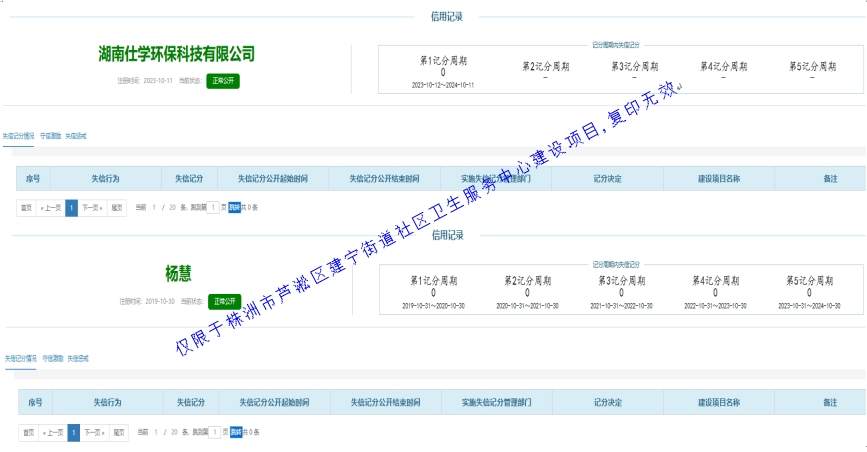 信用记录
湖南仕学环保科技有限公司
注册时间：2023-10-11 当前状态： 正常公开
记分周期内失信记分
第1记分周期 第2记分周期 第3记分周期 第4记分周期 第5记分周期
0 – – – –
2023-10-12～2024-10-11
失信记分情况 守信激励 失信惩戒
序号 失信行为 失信记分 失信记分公开起始时间 失信记分公开结束时间 实施失信记分管理部门 记分决定 建设项目名称 备注
首页 « 上一页 1 下一页 » 尾页 当前 1 / 20 条，跳到第 1 页 跳转 共 0 条
仅限于株洲市芦淞区建宁街道社区卫生服务中心建设项目，复印无效
信用记录
杨慧
注册时间：2019-10-30 当前状态： 正常公开
记分周期内失信记分
第1记分周期 第2记分周期 第3记分周期 第4记分周期 第5记分周期
0 0 0 0 0
2019-10-31～2020-10-30 2020-10-31～2021-10-30 2021-10-31～2022-10-30 2022-10-31～2023-10-30 2023-10-31～2024-10-30
失信记分情况 守信激励 失信惩戒
序号 失信行为 失信记分 失信记分公开起始时间 失信记分公开结束时间 实施失信记分管理部门 记分决定 建设项目名称 备注
首页 « 上一页 1 下一页 » 尾页 当前 1 / 20 条，跳到第 1 页 跳转 共 0 条